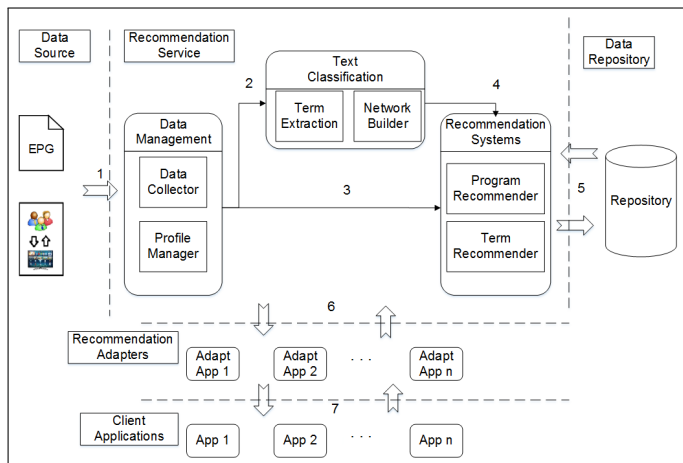 Data
Source
Recommendation
Service
Data
Repository
Text
Classification
Term
Extraction
Network
Builder
2
4
Data
Management
Data
Collector
Profile
Manager
Recommendation
Systems
Program
Recommender
Term
Recommender
EPG
1
3
5
Repository
6
Recommendation
Adapters
Adapt
App 1
Adapt
App 2
. . .
Adapt
App n
7
Client
Applications
App 1
App 2
. . .
App n